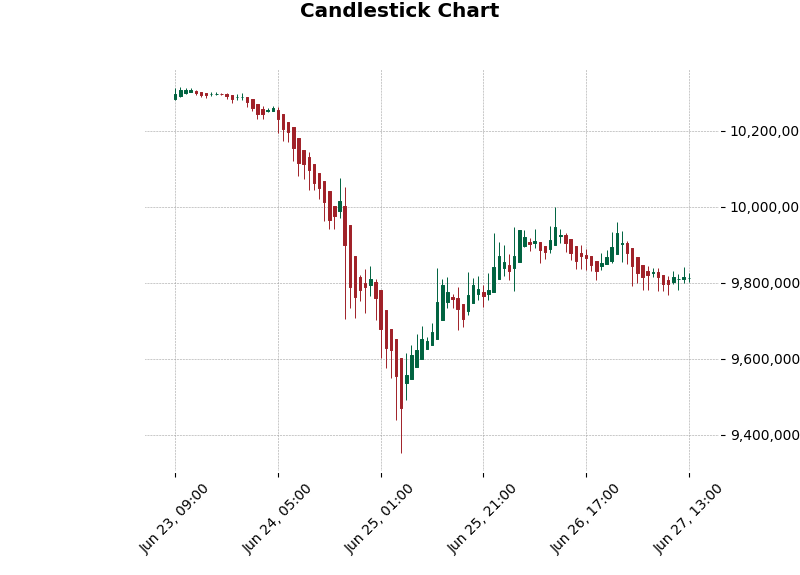 Candlestick Chart
10,200,00
10,000,00
9,800,000
9,600,000
9,400,000
Jun 23, 09:00
Jun 24, 05:00
Jun 25, 01:00
Jun 25, 21:00
Jun 26, 17:00
Jun 27, 13:00